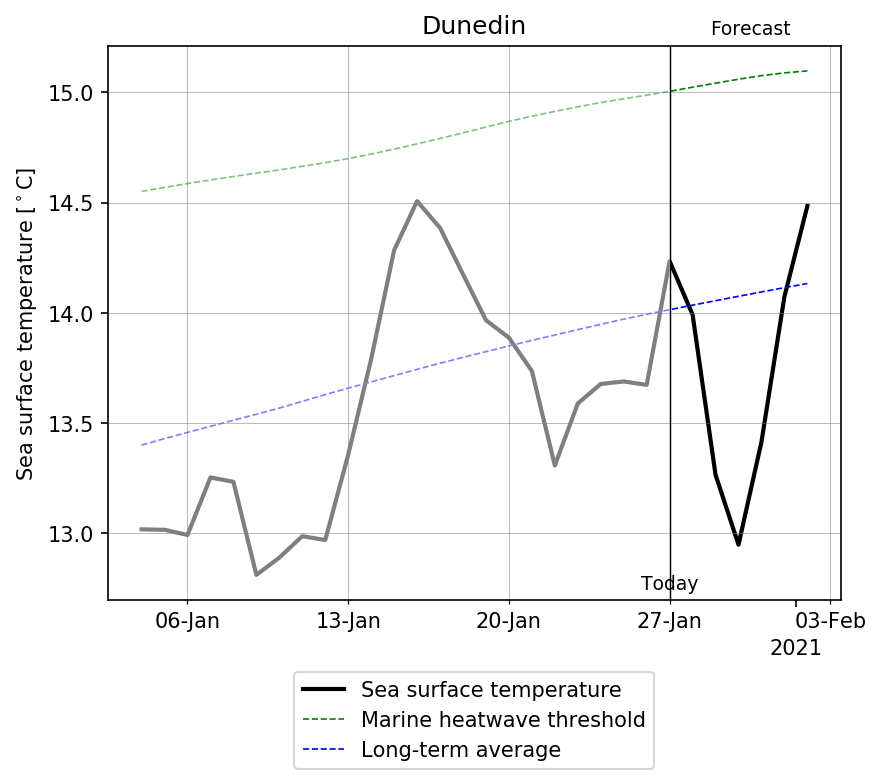 Dunedin
Forecast
Sea surface temperature [°C]
15.0
14.5
14.0
13.5
13.0
Today
06-Jan
13-Jan
20-Jan
27-Jan
03-Feb
2021
Sea surface temperature
Marine heatwave threshold
Long-term average